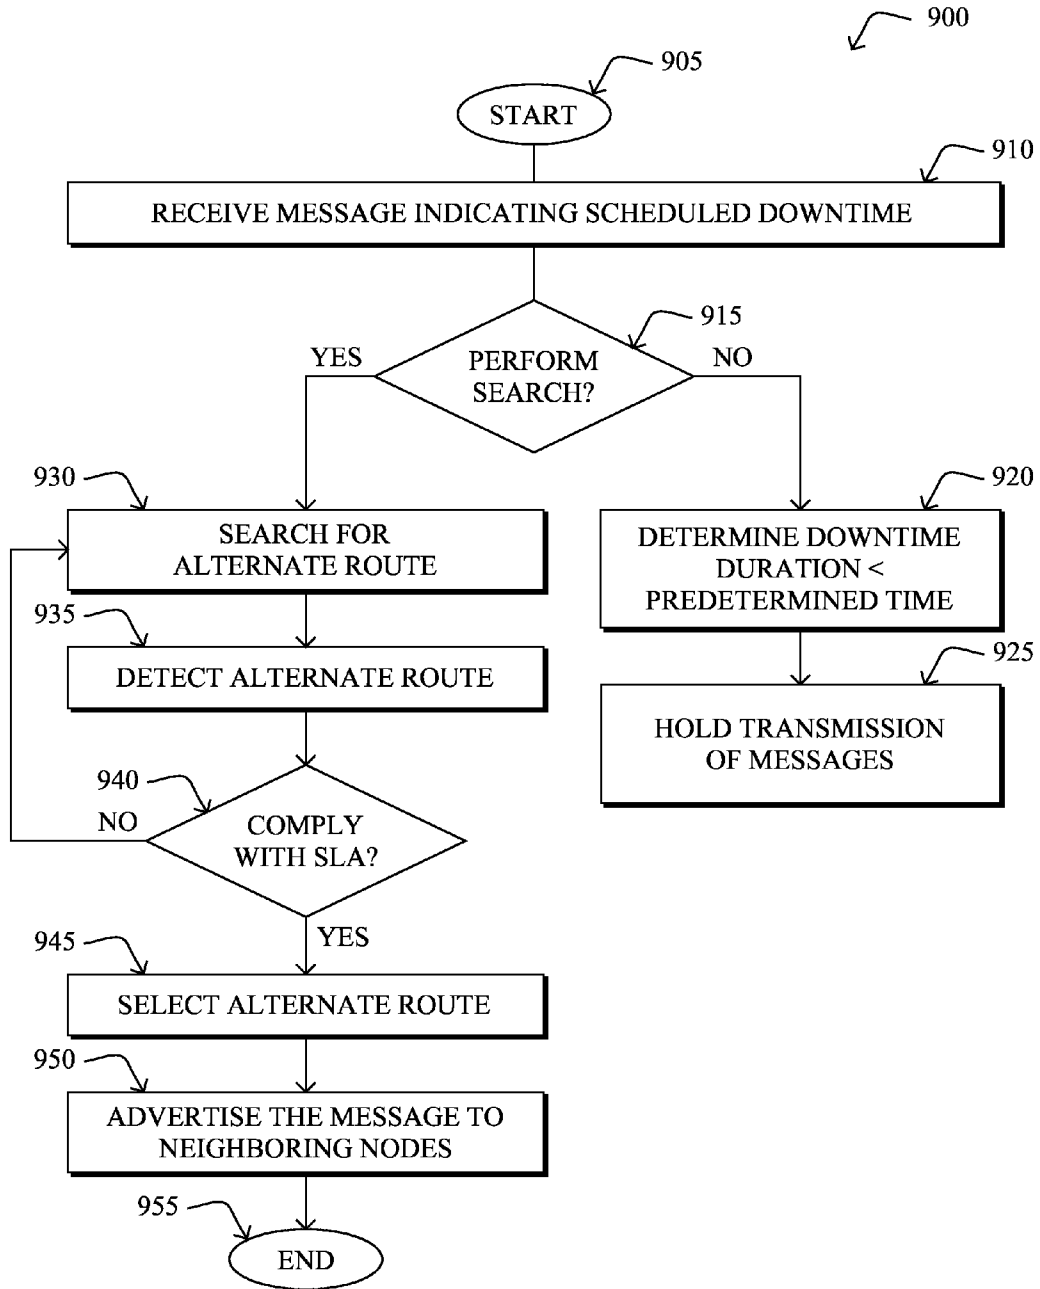 900
905
START
910
RECEIVE MESSAGE INDICATING SCHEDULED DOWNTIME
915
YES
PERFORM
SEARCH?
NO
930
SEARCH FOR
ALTERNATE ROUTE
920
DETERMINE DOWNTIME
DURATION <
PREDETERMINED TIME
935
DETECT ALTERNATE ROUTE
925
HOLD TRANSMISSION
OF MESSAGES
940
NO
COMPLY
WITH SLA?
YES
945
SELECT ALTERNATE ROUTE
950
ADVERTISE THE MESSAGE TO
NEIGHBORING NODES
955
END